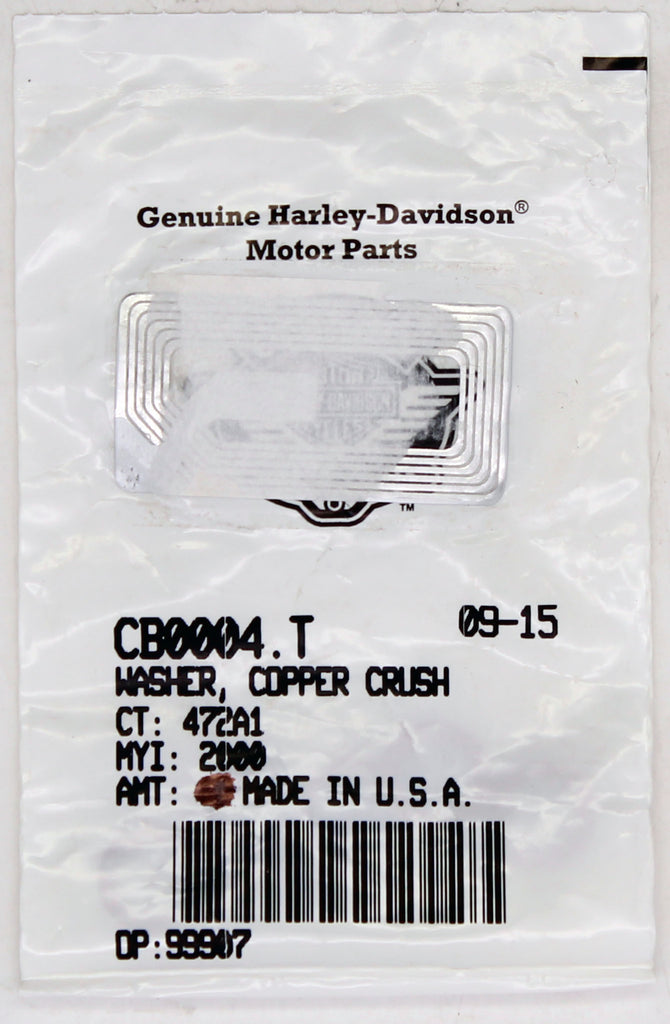 Genuine Harley-Davidson®
Motor Parts
TM
CB0004.T
09-15
WASHER, COPPER CRUSH
CT: 472A1
MYI: 2000
AMT: MADE IN U.S.A.
OP:99907